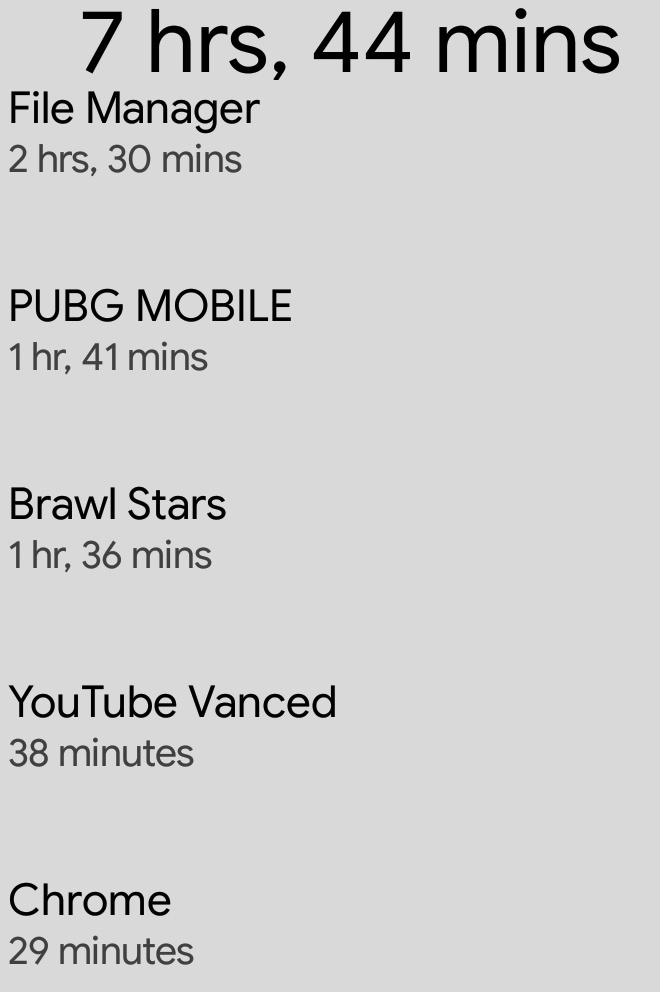 7 hrs, 44 mins
File Manager
2 hrs, 30 mins
PUBG MOBILE
1 hr, 41 mins
Brawl Stars
1 hr, 36 mins
YouTube Vanced
38 minutes
Chrome
29 minutes